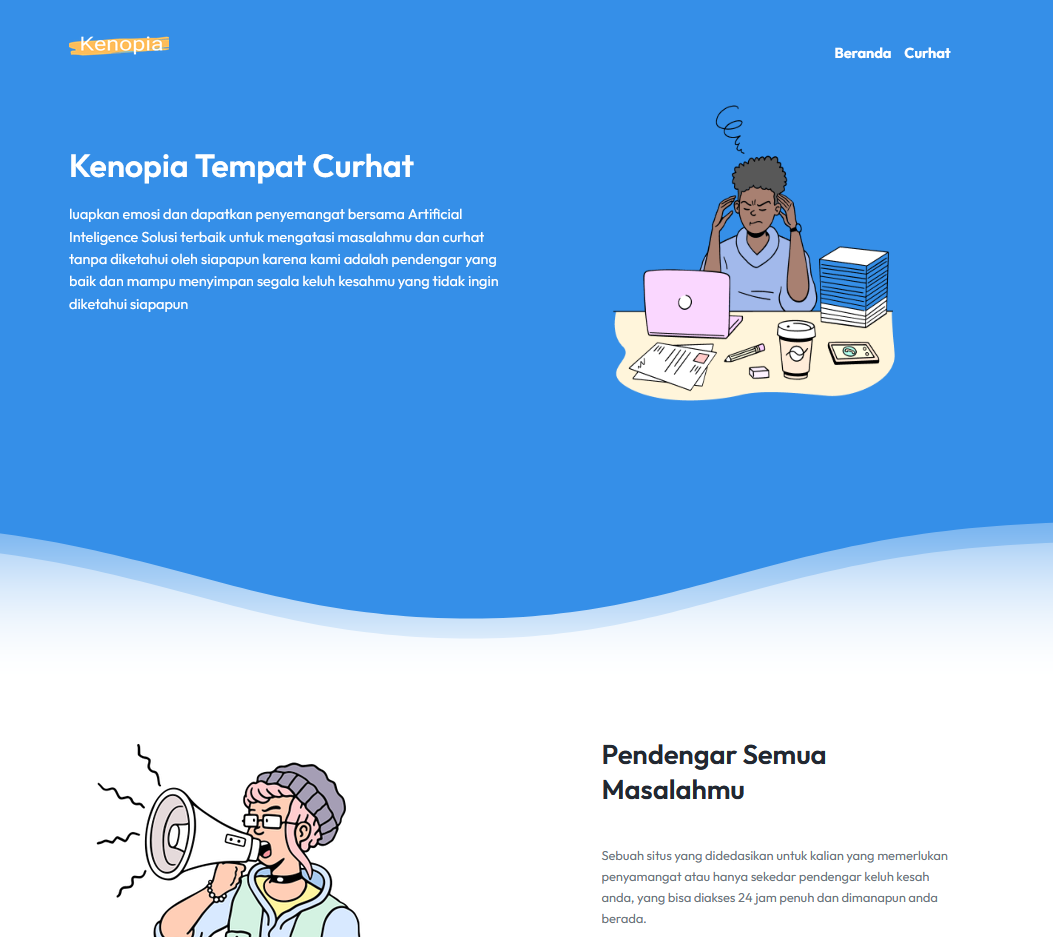 Kenopia
Beranda Curhat
Kenopia Tempat Curhat
luapkan emosi dan dapatkan penyemangat bersama Artificial
Inteligence Solusi terbaik untuk mengatasi masalahmu dan curhat
tanpa diketahui oleh siapapun karena kami adalah pendengar yang
baik dan mampu menyimpan segala keluh kesahmu yang tidak ingin
diketahui siapapun
Pendengar Semua
Masalahmu
Sebuah situs yang didedasikan untuk kalian yang memerlukan
penyamangat atau hanya sekedar pendengar keluh kesah
anda, yang bisa diakses 24 jam penuh dan dimanapun anda
berada.